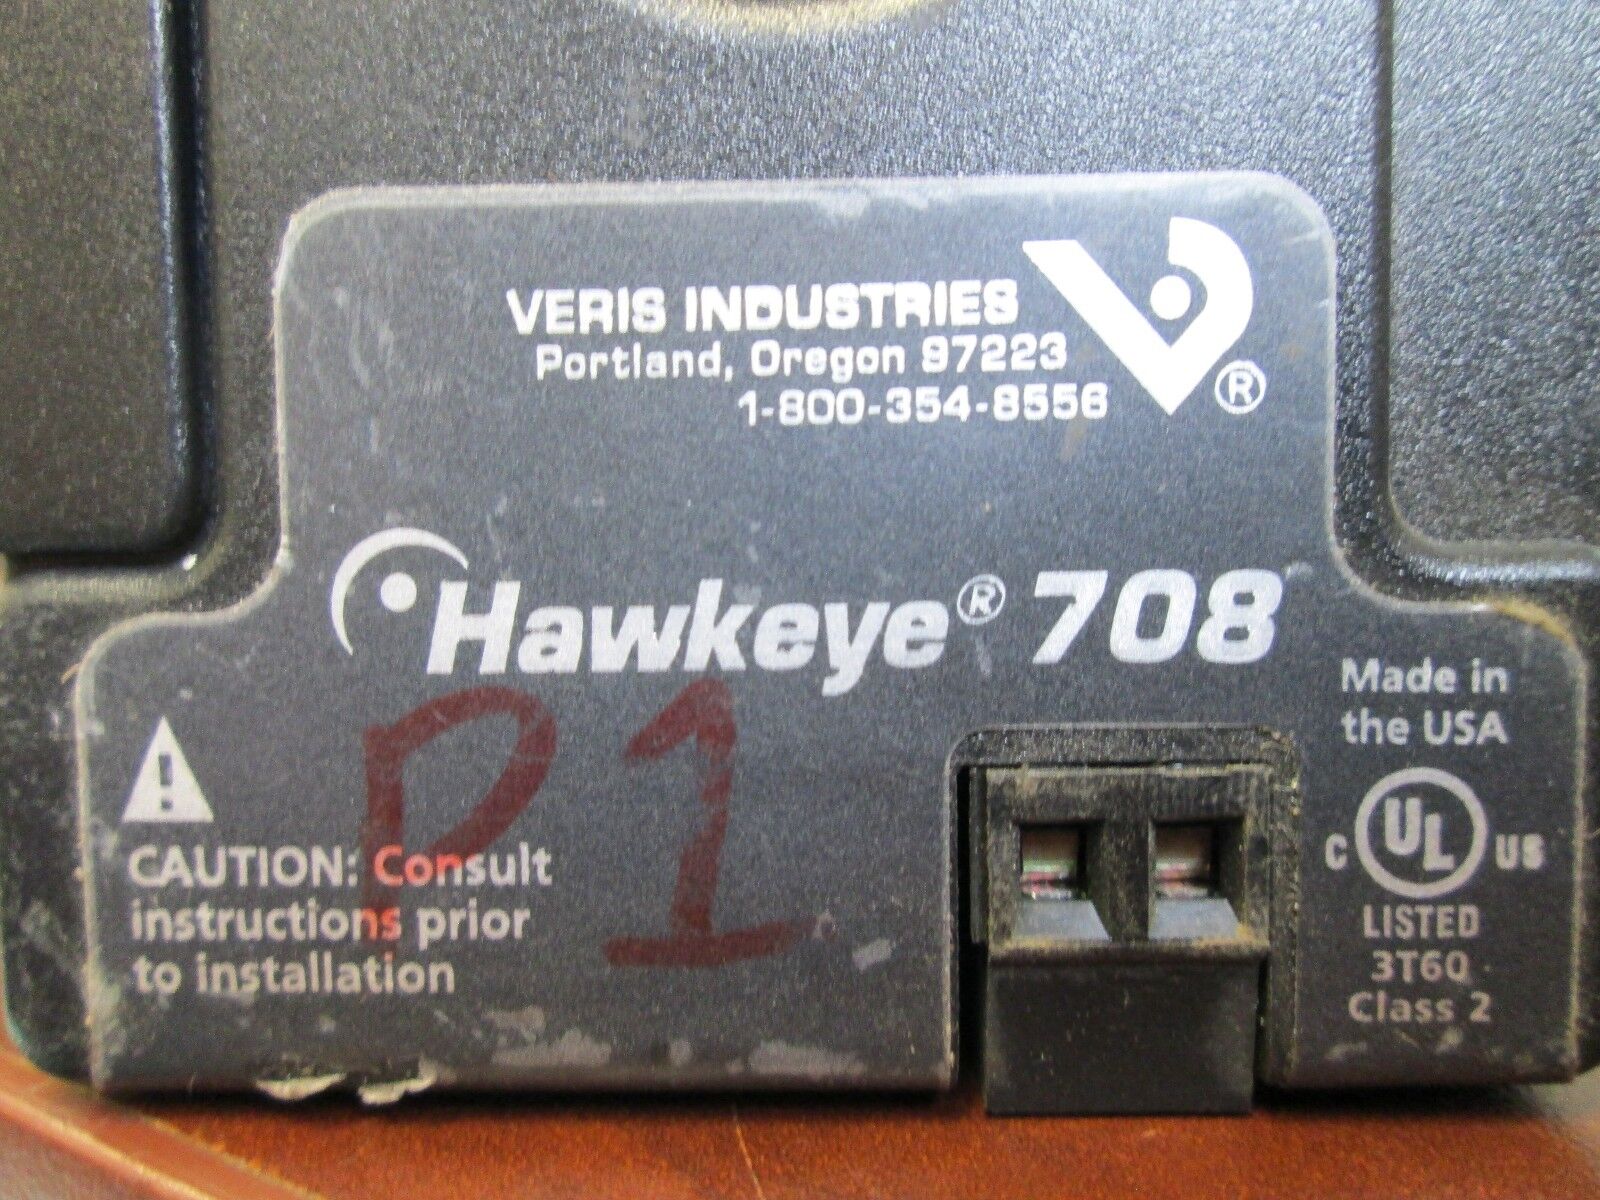 VERIS INDUSTRIES
Portland, Oregon 97223
1-800-354-8556
®
Hawkeye® 708
P1
CAUTION: Consult
instructions prior
to installation
Made in
the USA
C UL US
LISTED
3T6Q
Class 2